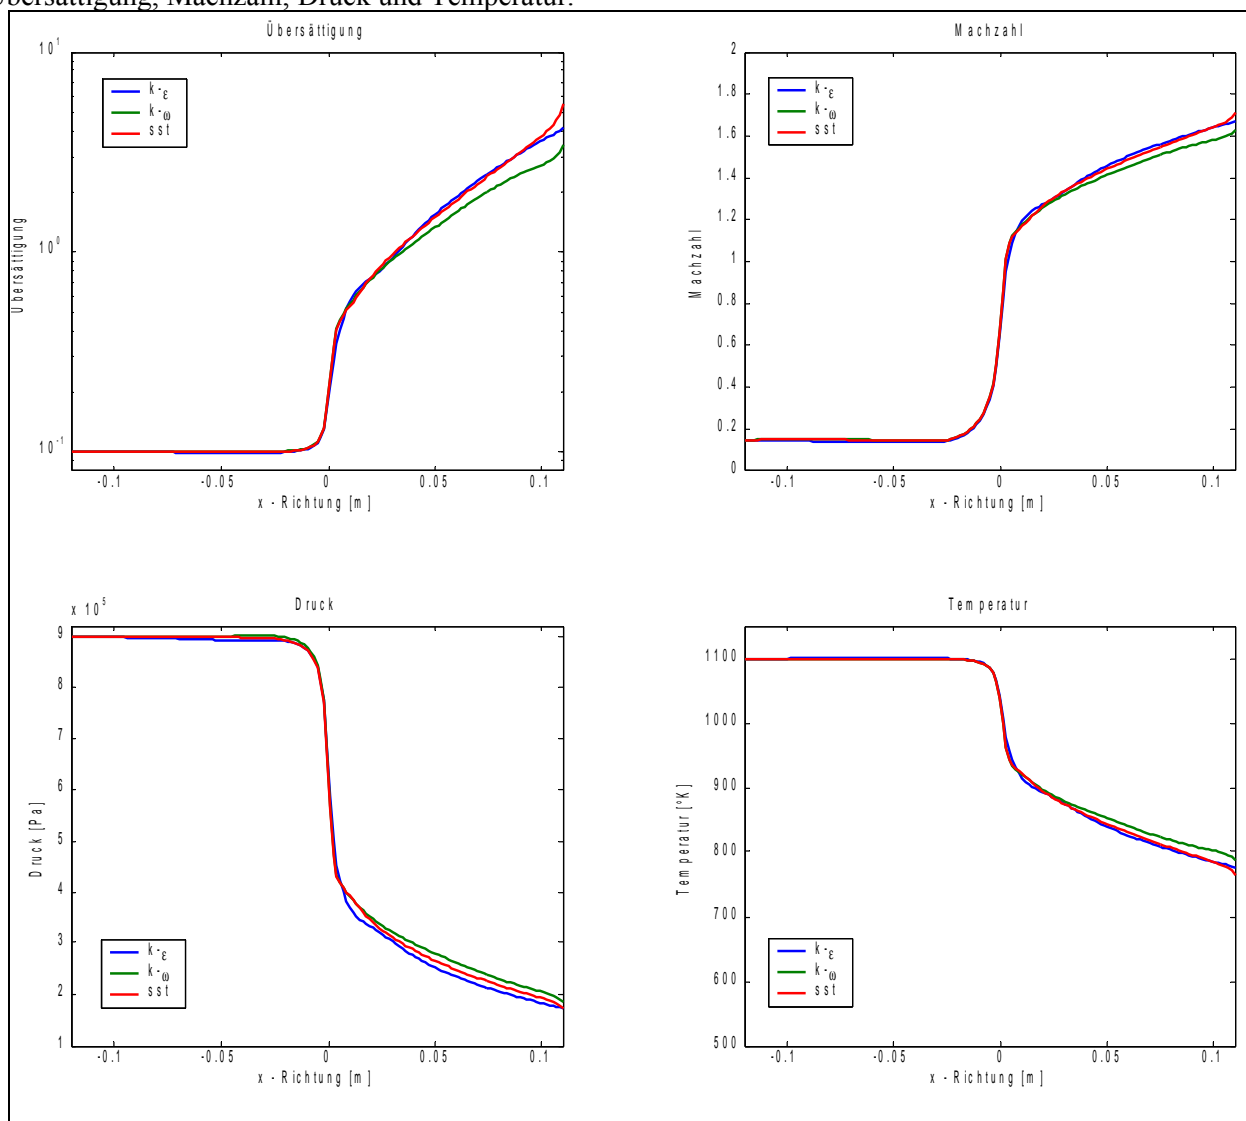 Übersättigung, Machzahl, Druck und Temperatur.
Übersättigung
10^1
10^0
10^-1
Übersättigung
k-ε
k-ω
sst
-0.1 -0.05 0 0.05 0.1
x - Richtung [m]
Machzahl
2
1.8
1.6
1.4
1.2
1
0.8
0.6
0.4
0.2
0
Machzahl
k-ε
k-ω
sst
-0.1 -0.05 0 0.05 0.1
x - Richtung [m]
Druck
x 10^5
9
8
7
6
5
4
3
2
1
Druck [Pa]
k-ε
k-ω
sst
-0.1 -0.05 0 0.05 0.1
x - Richtung [m]
Temperatur
1100
1000
900
800
700
600
500
Temperatur [°K]
k-ε
k-ω
sst
-0.1 -0.05 0 0.05 0.1
x - Richtung [m]